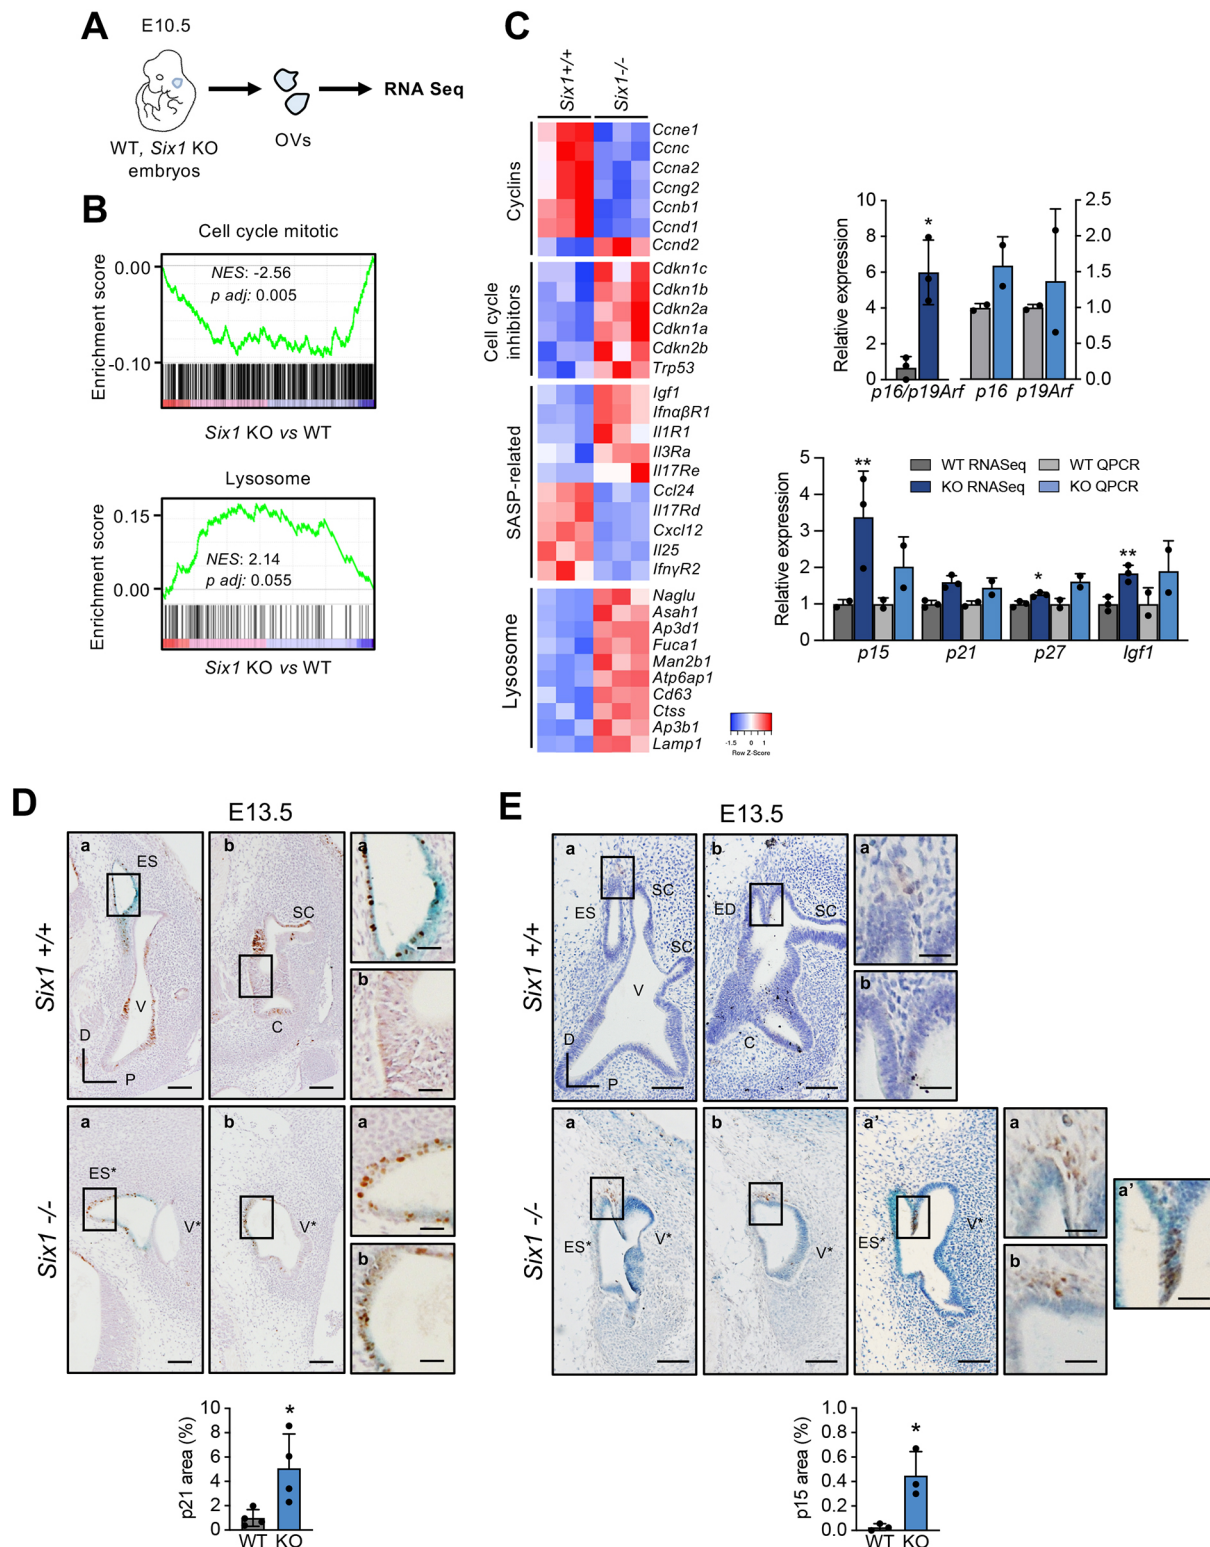 A
E10.5
WT, Six1 KO
embryos
OVs
RNA Seq
B
Cell cycle mitotic
Enrichment score
0.00
-0.10
NES: -2.56
p adj: 0.005
Six1 KO vs WT
Lysosome
Enrichment score
0.15
0.00
NES: 2.14
p adj: 0.055
Six1 KO vs WT
C
Six1+/+
Six1-/-
Cyclins
Ccne1
Ccnc
Ccna2
Ccng2
Ccnb1
Ccnd1
Ccnd2
Cell cycle
inhibitors
Cdkn1c
Cdkn1b
Cdkn2a
Cdkn1a
Cdkn2b
Trp53
SASP-related
Igf1
IfnαβR1
Il1R1
Il3Ra
Il17Re
Ccl24
Il17Rd
Cxcl12
Il25
IfnγR2
Lysosome
Naglu
Asah1
Ap3d1
Fuca1
Man2b1
Atp6ap1
Cd63
Ctss
Ap3b1
Lamp1
-1.5 0 1
Row Z-Score
Relative expression
10
8
6
4
2
0
*
2.5
2.0
1.5
1.0
0.5
0.0
p16/p19Arf p16 p19Arf
Relative expression
5
4
3
2
1
0
WT RNASeq
KO RNASeq
WT QPCR
KO QPCR
**
*
**
p15 p21 p27 Igf1
D
E13.5
Six1 +/+
a
ES
V
D
P
b
SC
C
a
b
Six1 -/-
a
ES*
V*
b
V*
a
b
p21 area (%)
10
8
6
4
2
0
*
WT KO
E
E13.5
Six1 +/+
a
ES
SC
SC
V
D
P
b
ED
SC
C
a
b
Six1 -/-
a
ES*
V*
b
V*
a'
ES*
V*
a
b
a'
p15 area (%)
1.0
0.8
0.6
0.4
0.2
0.0
*
WT KO